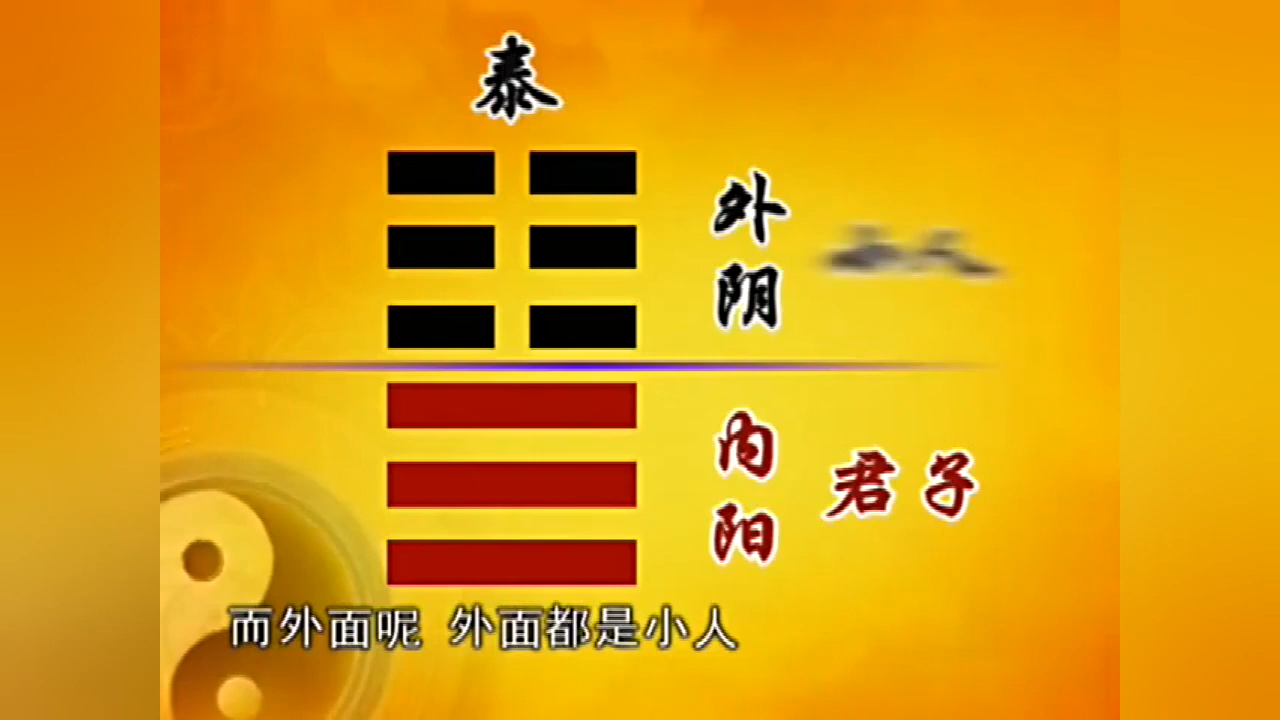 泰
外阴
内阳
君子
而外面呢 外面都是小人